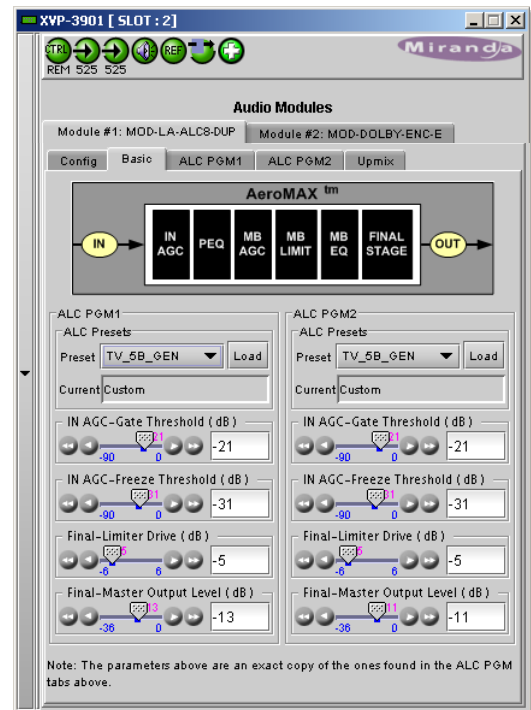 XVP-3901 [ SLOT : 2]
CTRL REF
REM 525 525
Miranda
Audio Modules
Module #1: MOD-LA-ALC8-DUP Module #2: MOD-DOLBY-ENC-E
Config Basic ALC PGM1 ALC PGM2 Upmix
AeroMAX tm
IN IN AGC PEQ MB AGC MB LIMIT MB EQ FINAL STAGE OUT
ALC PGM1
ALC Presets
Preset TV_5B_GEN Load
Current Custom
IN AGC-Gate Threshold ( dB )
21
-90 0 -21
IN AGC-Freeze Threshold ( dB )
31
-90 0 -31
Final-Limiter Drive ( dB )
5
-6 6 -5
Final-Master Output Level ( dB )
13
-36 0 -13
ALC PGM2
ALC Presets
Preset TV_5B_GEN Load
Current Custom
IN AGC-Gate Threshold ( dB )
21
-90 0 -21
IN AGC-Freeze Threshold ( dB )
31
-90 0 -31
Final-Limiter Drive ( dB )
5
-6 6 -5
Final-Master Output Level ( dB )
11
-36 0 -11
Note: The parameters above are an exact copy of the ones found in the ALC PGM
tabs above.